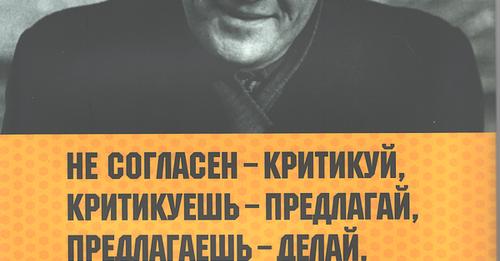 НЕ СОГЛАСЕН – КРИТИКУЙ,
КРИТИКУЕШЬ – ПРЕДЛАГАЙ,
ПРЕДЛАГАЕШЬ – ДЕЛАЙ,